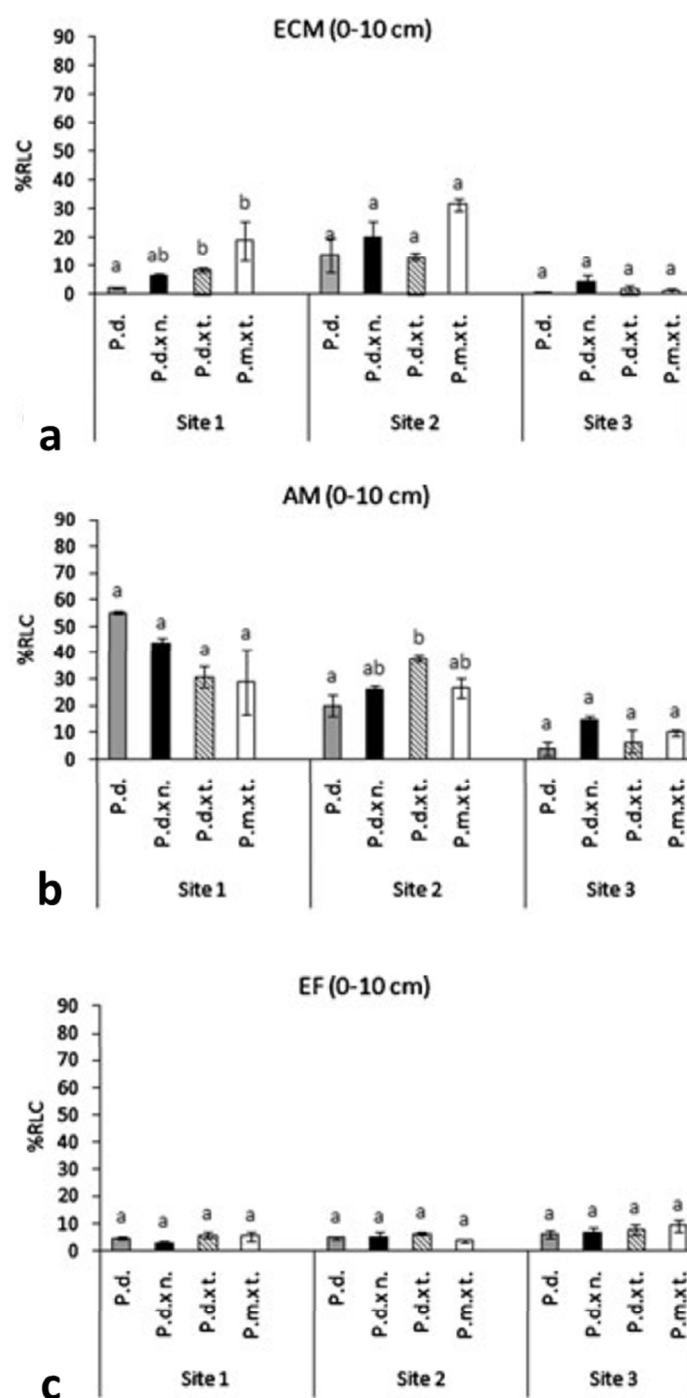 ECM (0-10 cm)
90
80
70
60
50
40
30
20
10
0
%RLC
a
ab
b
b
a
a
a
a
a
a
a
a
P.d.
P.d.x n.
P.d.x t.
P.m.x t.
P.d.
P.d.x n.
P.d.x t.
P.m.x t.
P.d.
P.d.x n.
P.d.x t.
P.m.x t.
Site 1
Site 2
Site 3
a
AM (0-10 cm)
90
80
70
60
50
40
30
20
10
0
%RLC
a
a
a
a
a
ab
b
ab
a
a
a
a
P.d.
P.d.x n.
P.d.x t.
P.m.x t.
P.d.
P.d.x n.
P.d.x t.
P.m.x t.
P.d.
P.d.x n.
P.d.x t.
P.m.x t.
Site 1
Site 2
Site 3
b
EF (0-10 cm)
90
80
70
60
50
40
30
20
10
0
%RLC
a
a
a
a
a
a
a
a
a
a
a
a
P.d.
P.d.x n.
P.d.x t.
P.m.x t.
P.d.
P.d.x n.
P.d.x t.
P.m.x t.
P.d.
P.d.x n.
P.d.x t.
P.m.x t.
Site 1
Site 2
Site 3
c